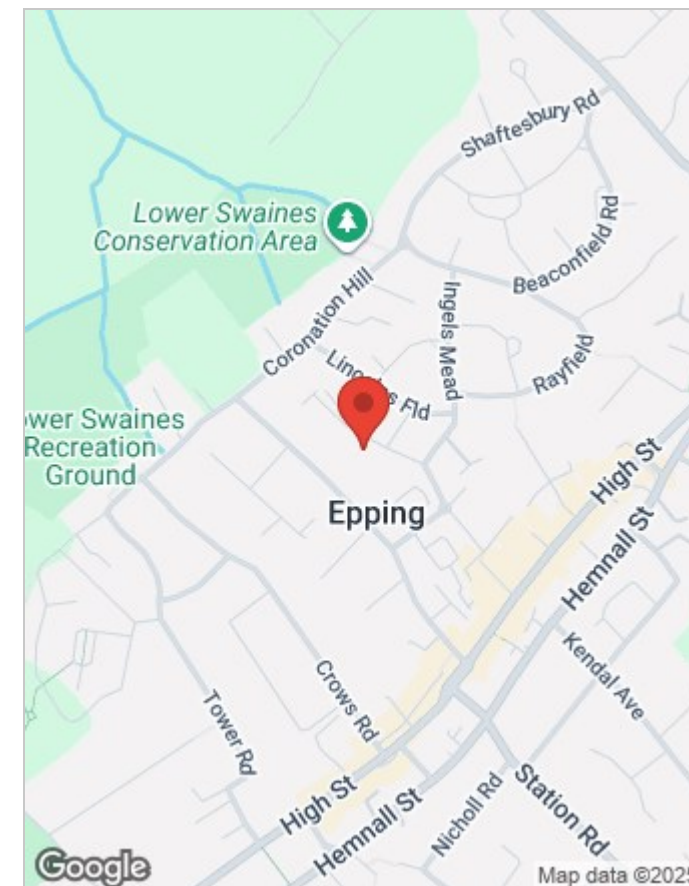 Shaftesbury Rd
Lower Swaines
Conservation Area
Beaconfield Rd
Coronation Hill
Ingels Mead
Rayfield
Fld
Swaines
Recreation
Ground
High St
Epping
Hemnall St
Kendal Ave
Crows Rd
Tower Rd
Station Rd
Nicholl Rd
High St
Hemnall St
Google
Map data ©2025